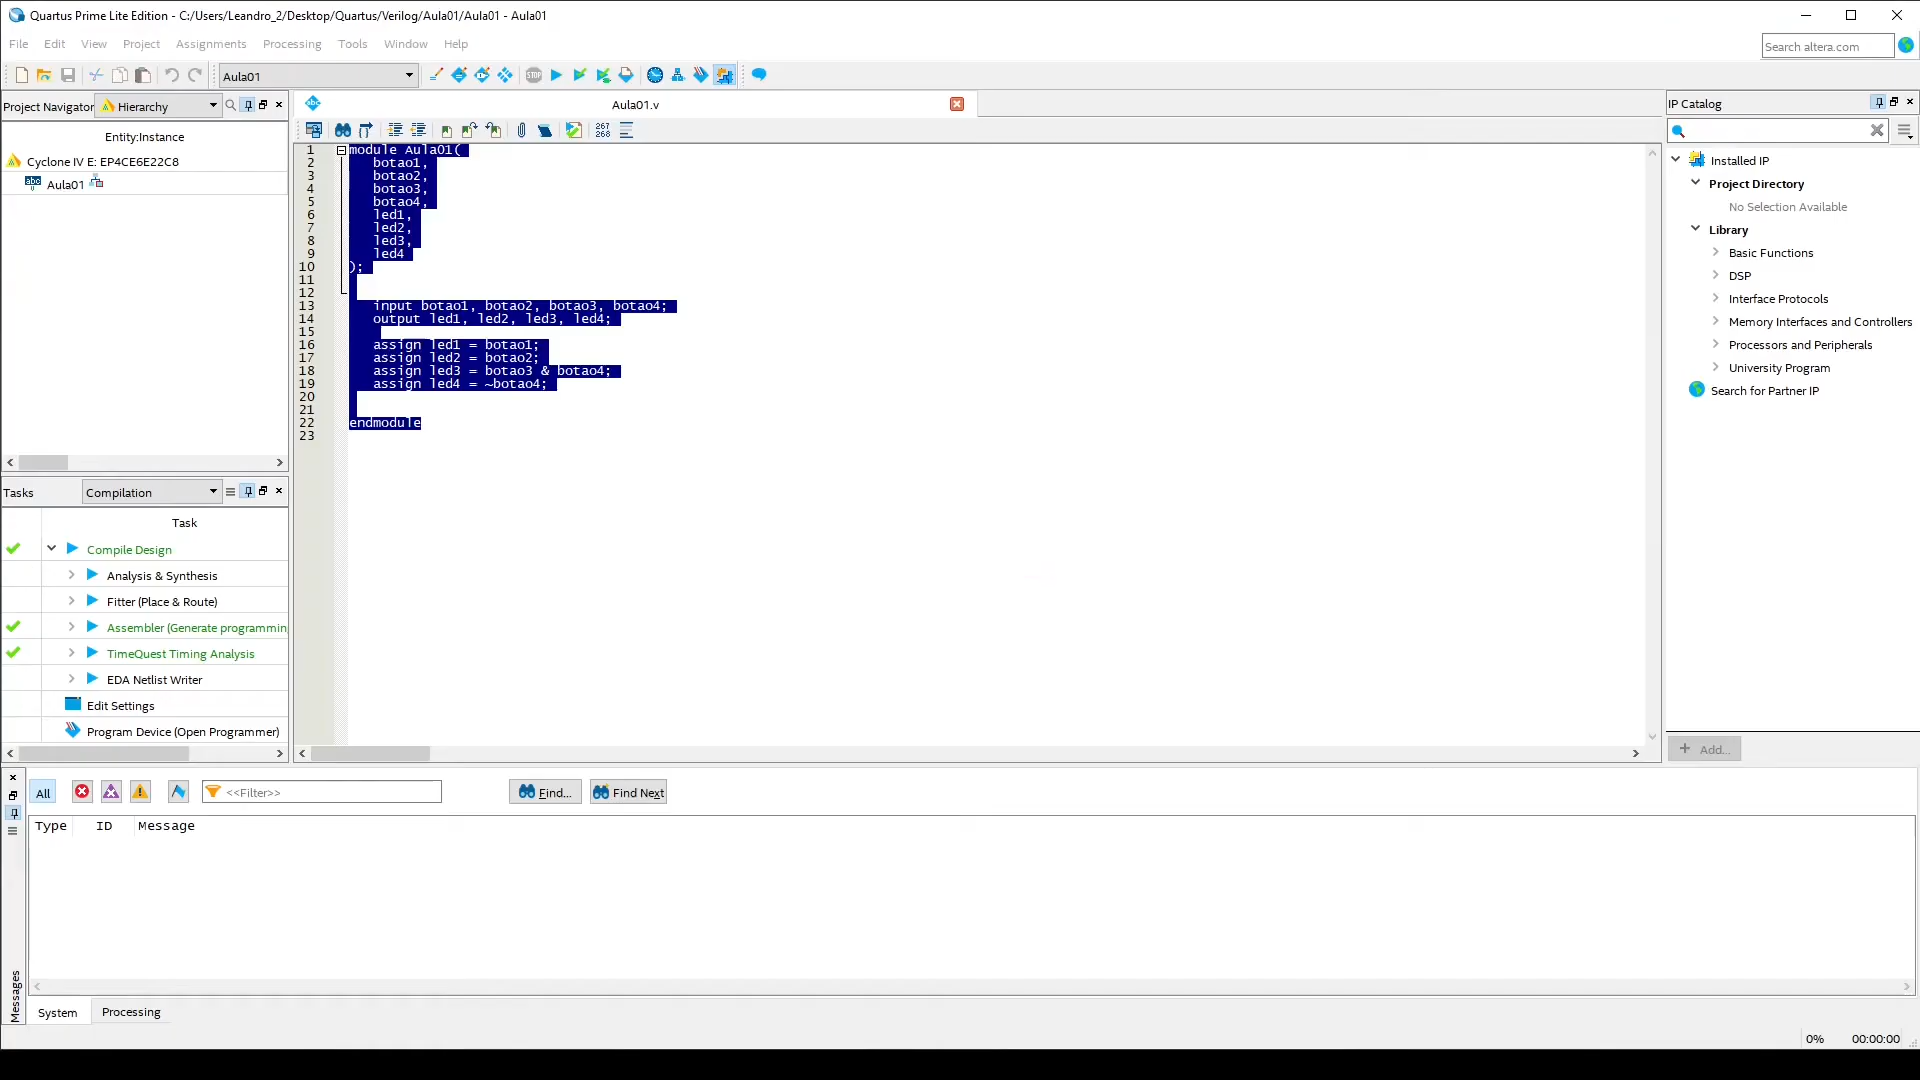 Quartus Prime Lite Edition - C:/Users/Leandro_2/Desktop/Quartus/Verilog/Aula01/Aula01 - Aula01
File Edit View Project Assignments Processing Tools Window Help
Search altera.com
Aula01
Project Navigator Hierarchy
Aula01.v
IP Catalog
Entity:Instance
Cyclone IV E: EP4CE6E22C8
Aula01
267
268
1 module Aula01(
2 botao1,
3 botao2,
4 botao3,
5 botao4,
6 led1,
7 led2,
8 led3,
9 led4
10 );
11
12
13 input botao1, botao2, botao3, botao4;
14 output led1, led2, led3, led4;
15
16 assign led1 = botao1;
17 assign led2 = botao2;
18 assign led3 = botao3 & botao4;
19 assign led4 = ~botao4;
20
21
22 endmodule
23
Installed IP
Project Directory
No Selection Available
Library
Basic Functions
DSP
Interface Protocols
Memory Interfaces and Controllers
Processors and Peripherals
University Program
Search for Partner IP
Add...
Tasks Compilation
Task
Compile Design
Analysis & Synthesis
Fitter (Place & Route)
Assembler (Generate programmin
TimeQuest Timing Analysis
EDA Netlist Writer
Edit Settings
Program Device (Open Programmer)
All <<Filter>> Find... Find Next
Type ID Message
Messages
System Processing
0% 00:00:00